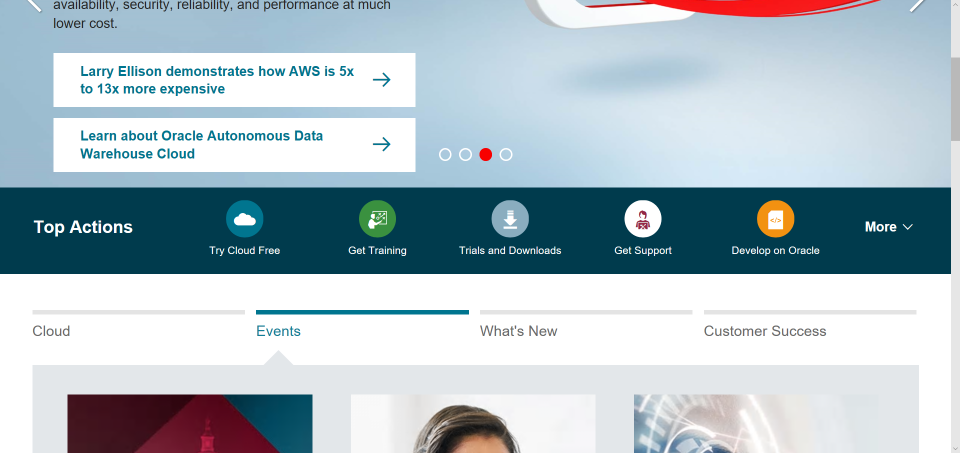 availability, security, reliability, and performance at much
lower cost.
Larry Ellison demonstrates how AWS is 5x
to 13x more expensive
Learn about Oracle Autonomous Data
Warehouse Cloud
Top Actions
Try Cloud Free
Get Training
Trials and Downloads
Get Support
Develop on Oracle
More
Cloud
Events
What's New
Customer Success